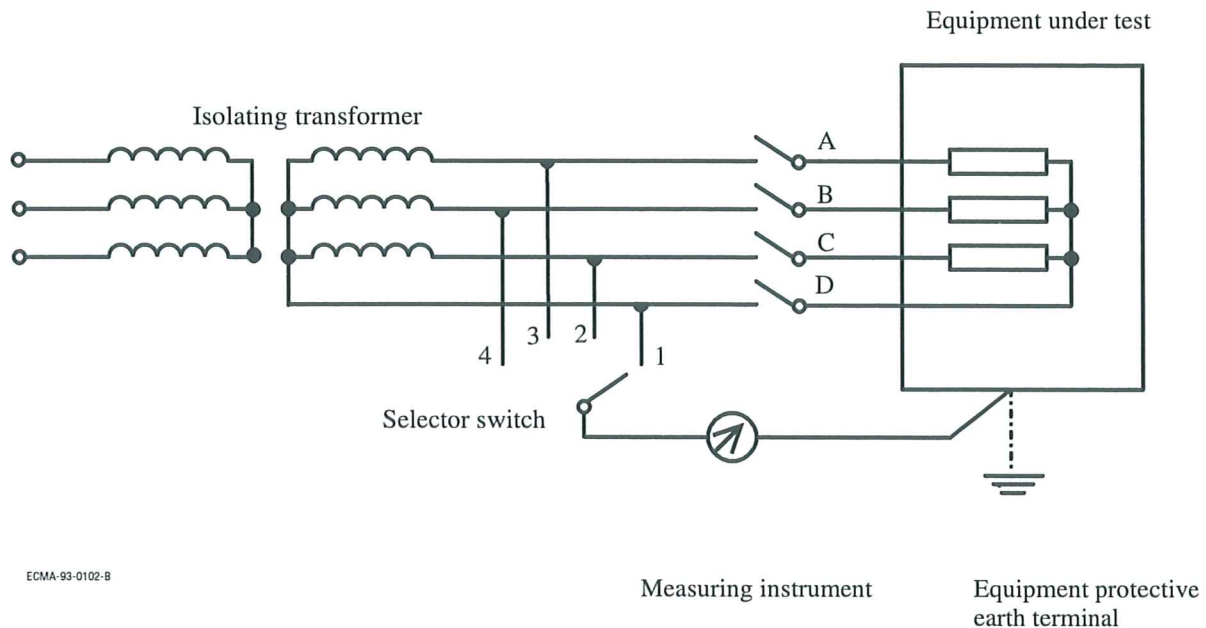 Equipment under test
Isolating transformer
A
B
C
D
3
2
4
1
Selector switch
ECMA-93-0102-B
Measuring instrument
Equipment protective
earth terminal